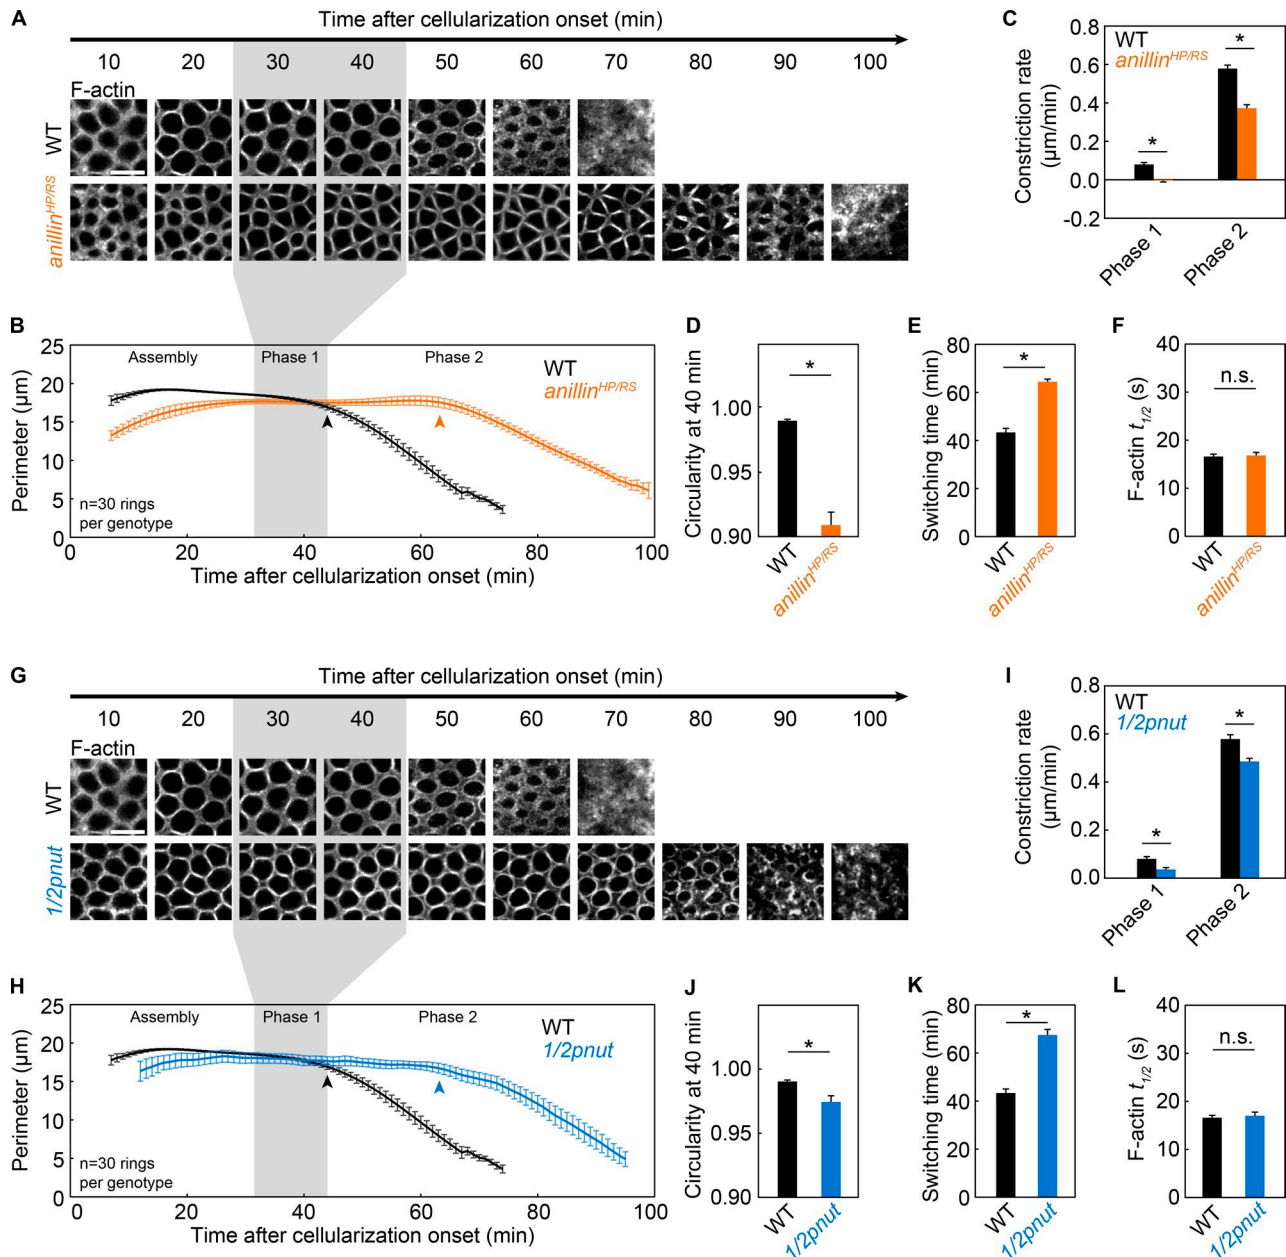 A
Time after cellularization onset (min)
10 20 30 40 50 60 70 80 90 100
F-actin
WT
anillinHP/RS
B
Perimeter (μm)
25
20
15
10
5
0
Assembly
Phase 1
Phase 2
WT
anillinHP/RS
n=30 rings
per genotype
0 20 40 60 80 100
Time after cellularization onset (min)
C
Constriction rate
(μm/min)
0.8
0.6
0.4
0.2
0.0
-0.2
WT
anillinHP/RS
*
*
Phase 1
Phase 2
D
Circularity at 40 min
1.00
0.95
0.90
*
WT
anillinHP/RS
E
Switching time (min)
80
60
40
20
0
*
WT
anillinHP/RS
F
F-actin t1/2 (s)
40
30
20
10
0
n.s.
WT
anillinHP/RS
G
Time after cellularization onset (min)
10 20 30 40 50 60 70 80 90 100
F-actin
WT
1/2pnut
H
Perimeter (μm)
25
20
15
10
5
0
Assembly
Phase 1
Phase 2
WT
1/2pnut
n=30 rings
per genotype
0 20 40 60 80 100
Time after cellularization onset (min)
I
Constriction rate
(μm/min)
0.8
0.6
0.4
0.2
0.0
WT
1/2pnut
*
*
Phase 1
Phase 2
J
Circularity at 40 min
1.00
0.95
0.90
*
WT
1/2pnut
K
Switching time (min)
80
60
40
20
0
*
WT
1/2pnut
L
F-actin t1/2 (s)
40
30
20
10
0
n.s.
WT
1/2pnut